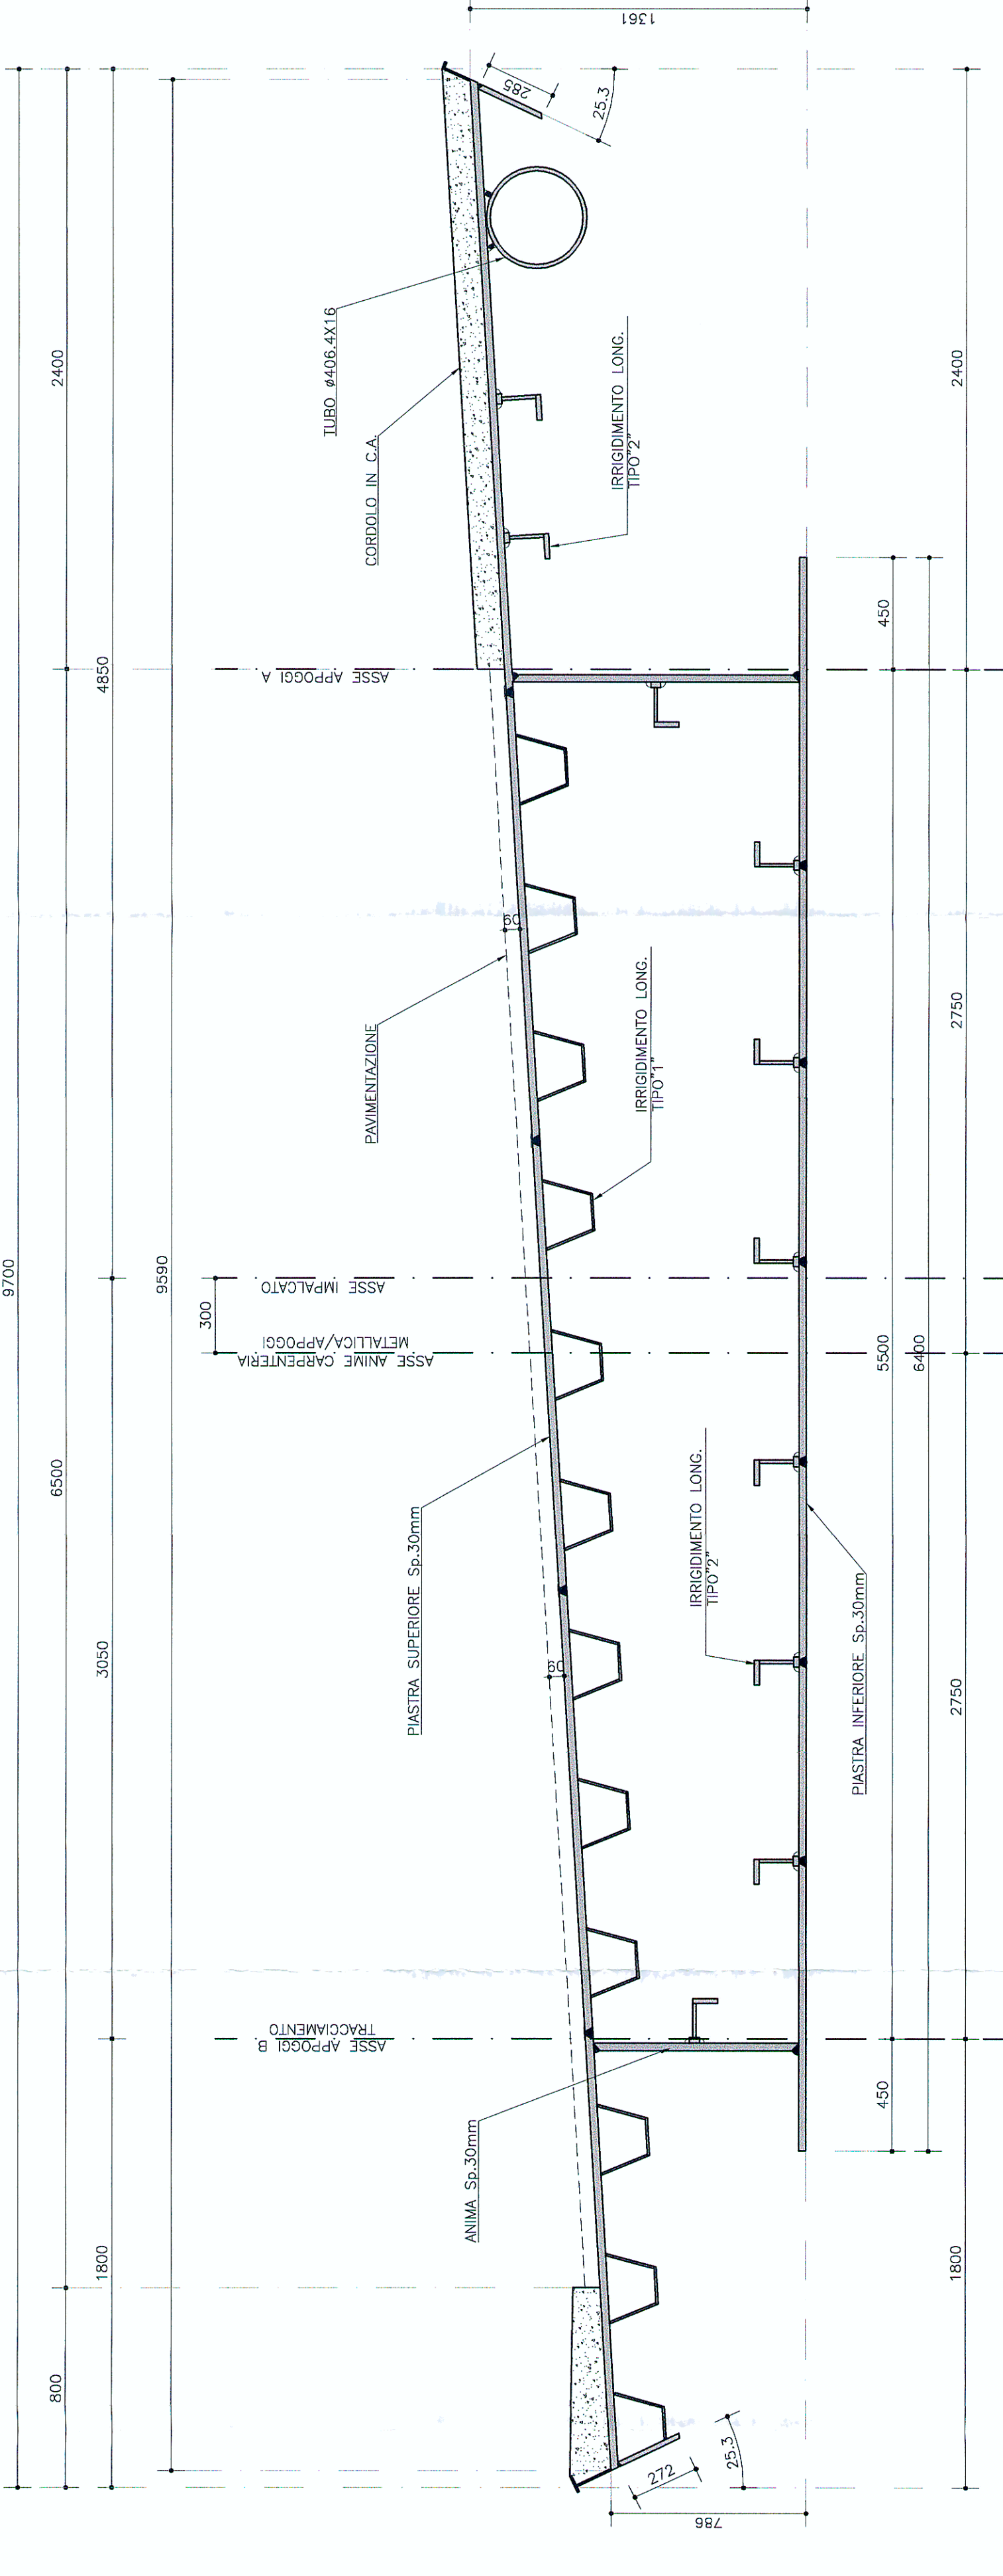 9700
800
6500
2400
1800
3050
4850
9590
300
ASSE APPOGGI B
TRACCIAMENTO
ASSE ANIME CARPENTERIA
METALLICA/APPOGGI
ASSE IMPALCATO
ASSE APPOGGI A
TUBO ø406.4X16
CORDOLO IN C.A.
PAVIMENTAZIONE
PIASTRA SUPERIORE Sp.30mm
ANIMA Sp.30mm
60
60
IRRIGIDIMENTO LONG.
TIPO"2"
IRRIGIDIMENTO LONG.
TIPO"1"
IRRIGIDIMENTO LONG.
TIPO"2"
PIASTRA INFERIORE Sp.30mm
285
25.3
1361
272
25.3
786
450
5500
450
6400
1800
2750
2750
2400